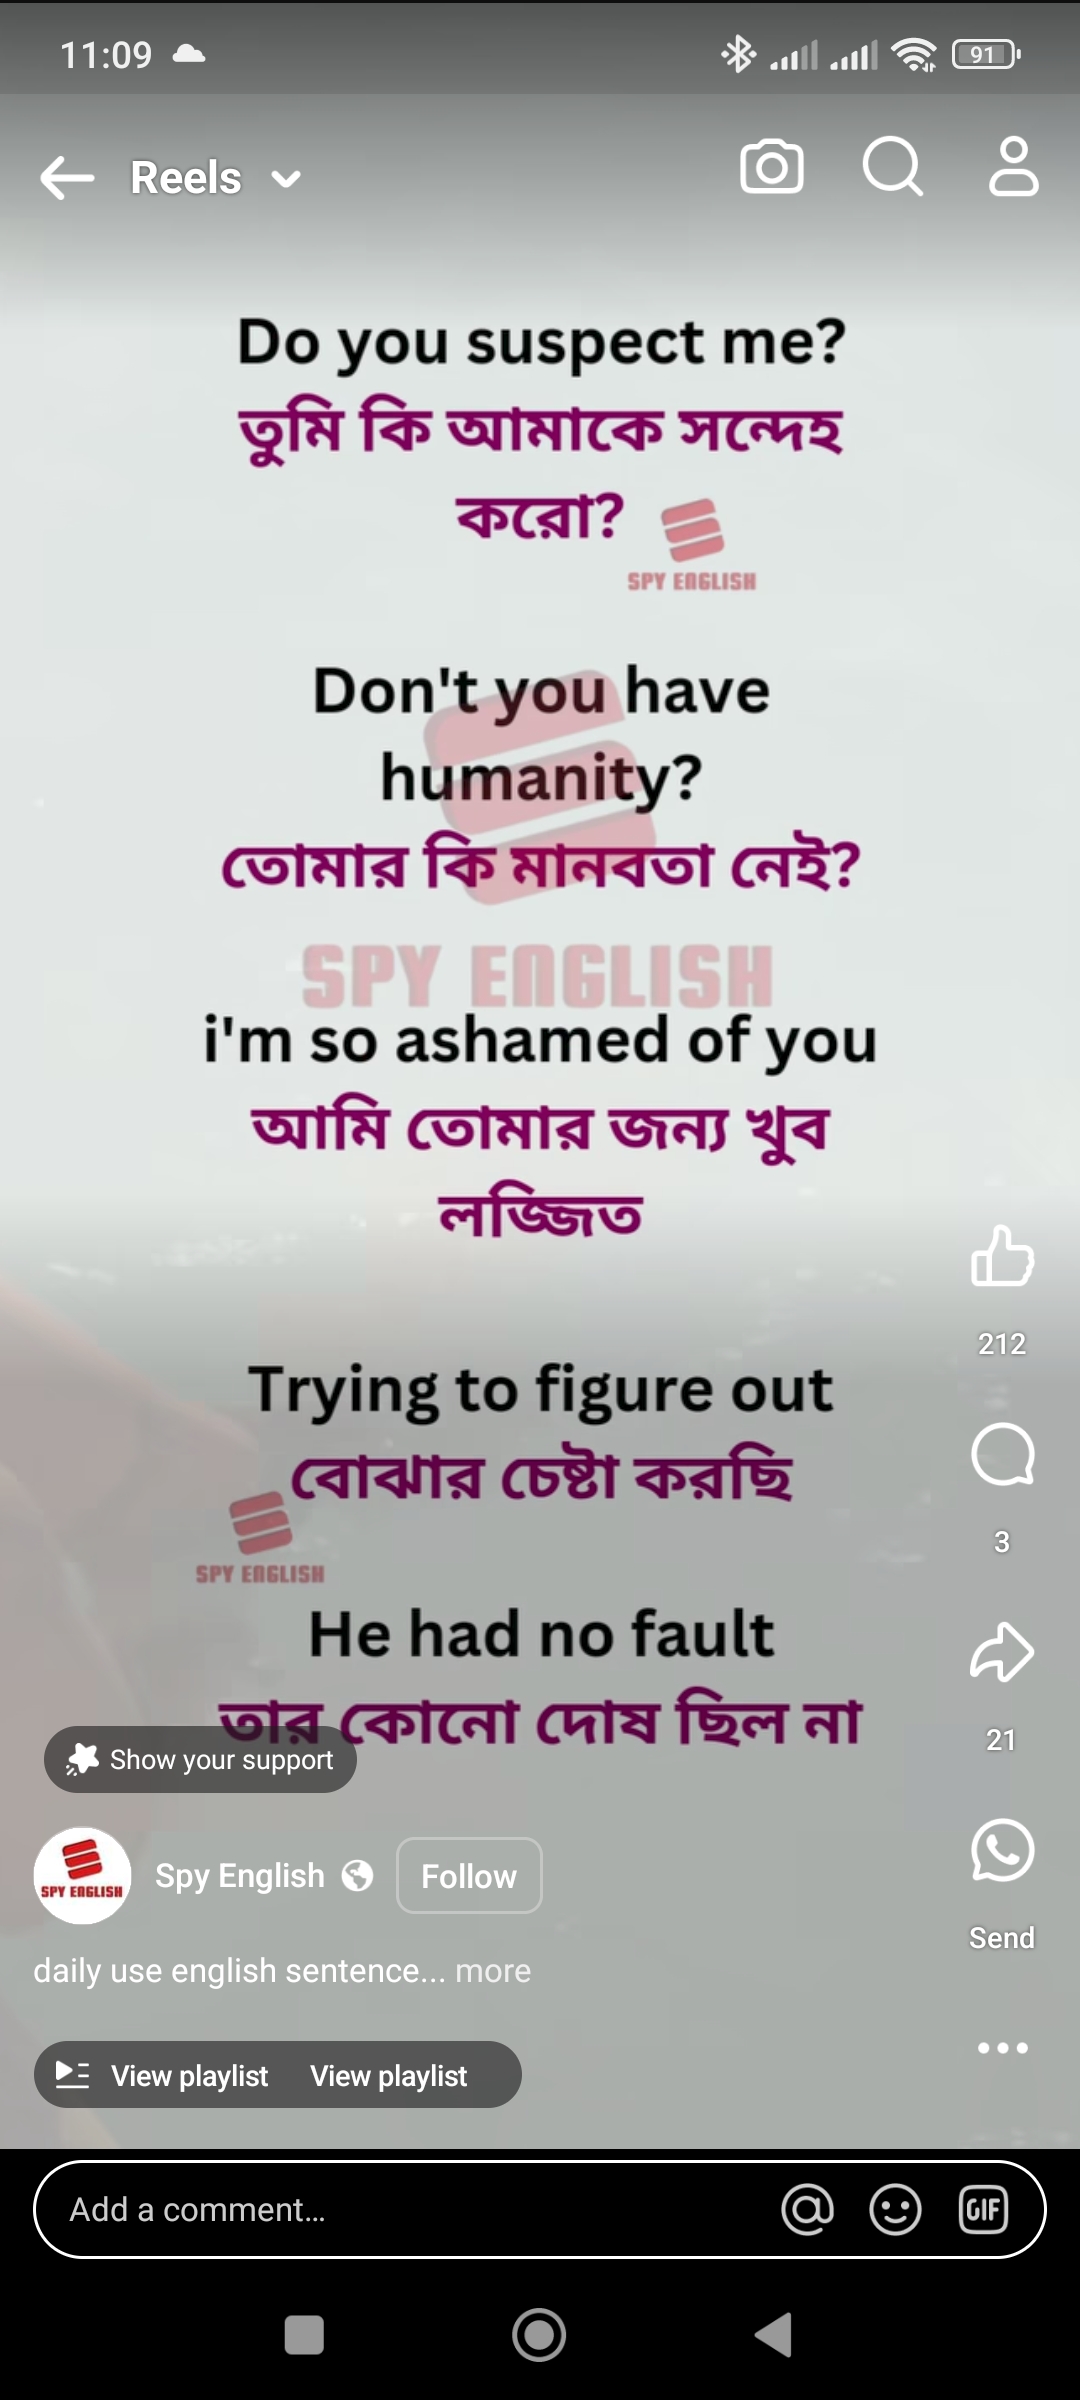 11:09
91
Reels
Do you suspect me?
তুমি কি আমাকে সন্দেহ
করো?
SPY ENGLISH
Don't you have
humanity?
তোমার কি মানবতা নেই?
SPY ENGLISH
i'm so ashamed of you
আমি তোমার জন্য খুব
লজ্জিত
212
Trying to figure out
বোঝার চেষ্টা করছি
3
SPY ENGLISH
He had no fault
তার কোনো দোষ ছিল না
21
Show your support
SPY ENGLISH
Spy English
Follow
Send
daily use english sentence... more
View playlist View playlist
Add a comment...
GIF